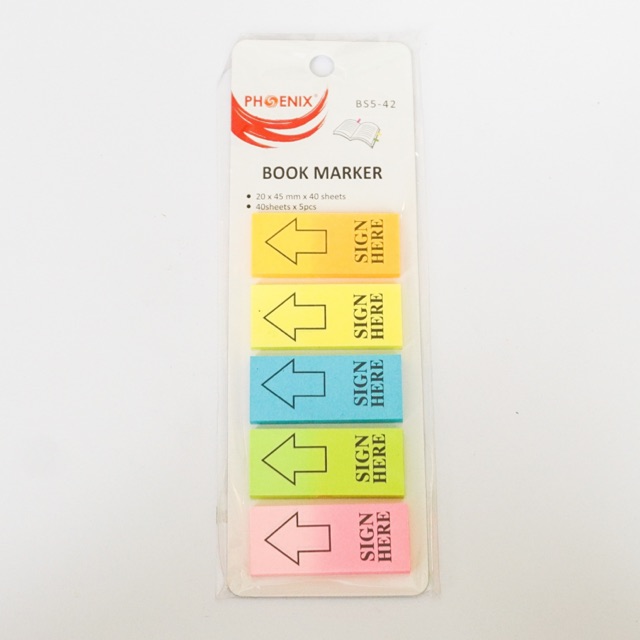 PHOENIX®
BS5-42
BOOK MARKER
• 20 x 45 mm x 40 sheets
• 40sheets x 5pcs
SIGN
HERE
SIGN
HERE
SIGN
HERE
SIGN
HERE
SIGN
HERE